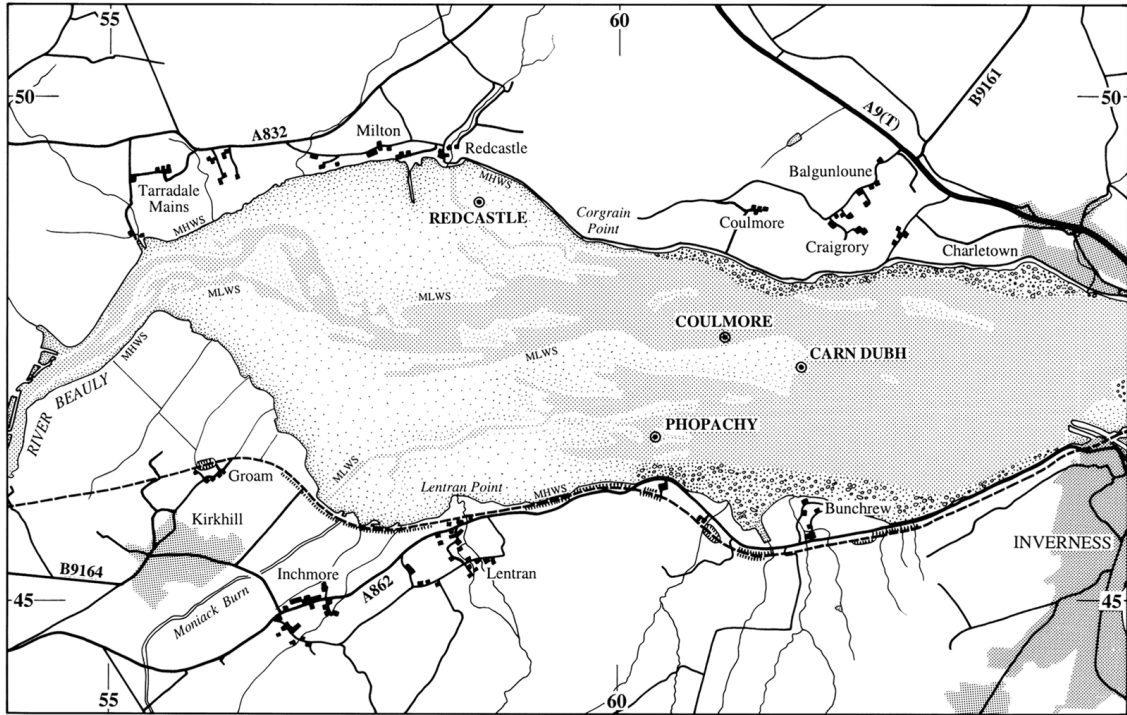 55
60
50
50
B9161
A9(T)
A832
Milton
Redcastle
Tarradale
Mains
MHWS
MHWS
REDCASTLE
Corgrain
Point
Balgunloune
Coulmore
Craigrory
Charletown
MLWS
MLWS
MLWS
COULMORE
CARN DUBH
MHWS
RIVER BEAULY
PHOPACHY
MLWS
Groam
Lentran Point
MHWS
Kirkhill
Bunchrew
INVERNESS
B9164
Inchmore
A862
Lentran
Moniack Burn
45
45
55
60